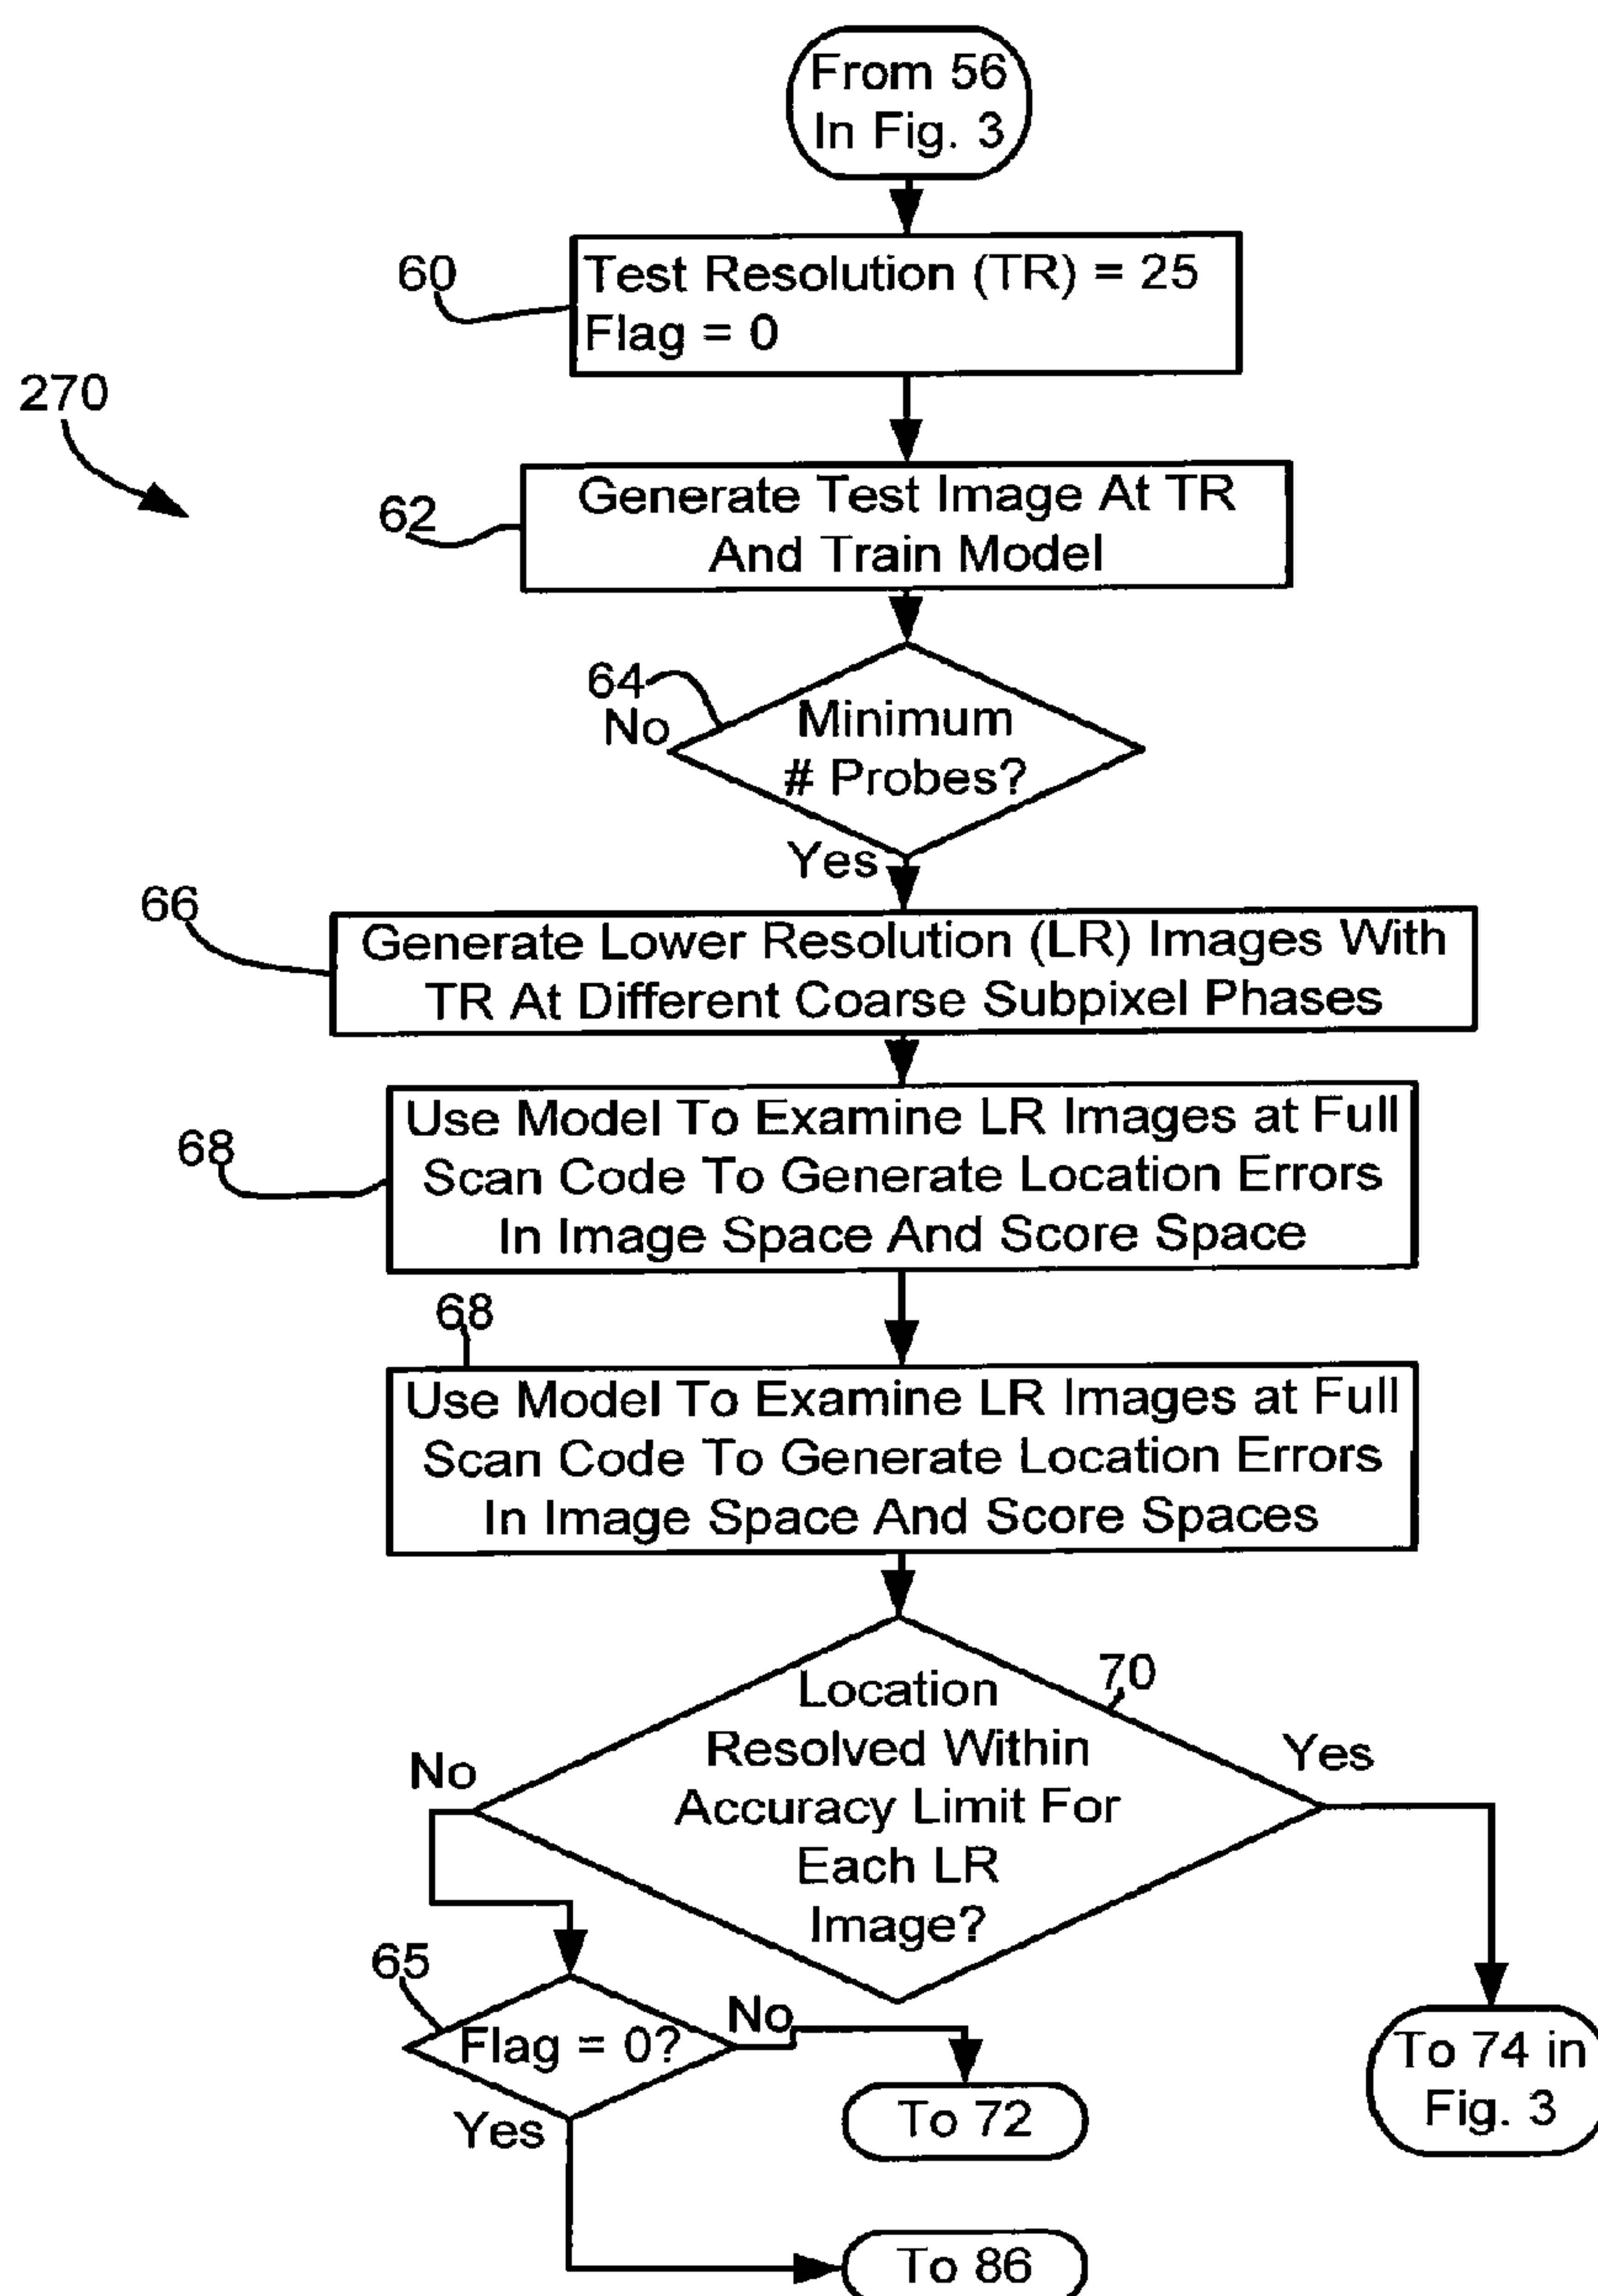 From 56
In Fig. 3
60
Test Resolution (TR) = 25
Flag = 0
270
62
Generate Test Image At TR
And Train Model
64
No
Minimum
# Probes?
Yes
66
Generate Lower Resolution (LR) Images With
TR At Different Coarse Subpixel Phases
68
Use Model To Examine LR Images at Full
Scan Code To Generate Location Errors
In Image Space And Score Space
68
Use Model To Examine LR Images at Full
Scan Code To Generate Location Errors
In Image Space And Score Spaces
70
Location
Resolved Within
Accuracy Limit For
Each LR
Image?
No
Yes
65
Flag = 0?
No
Yes
To 72
To 74 in
Fig. 3
To 86